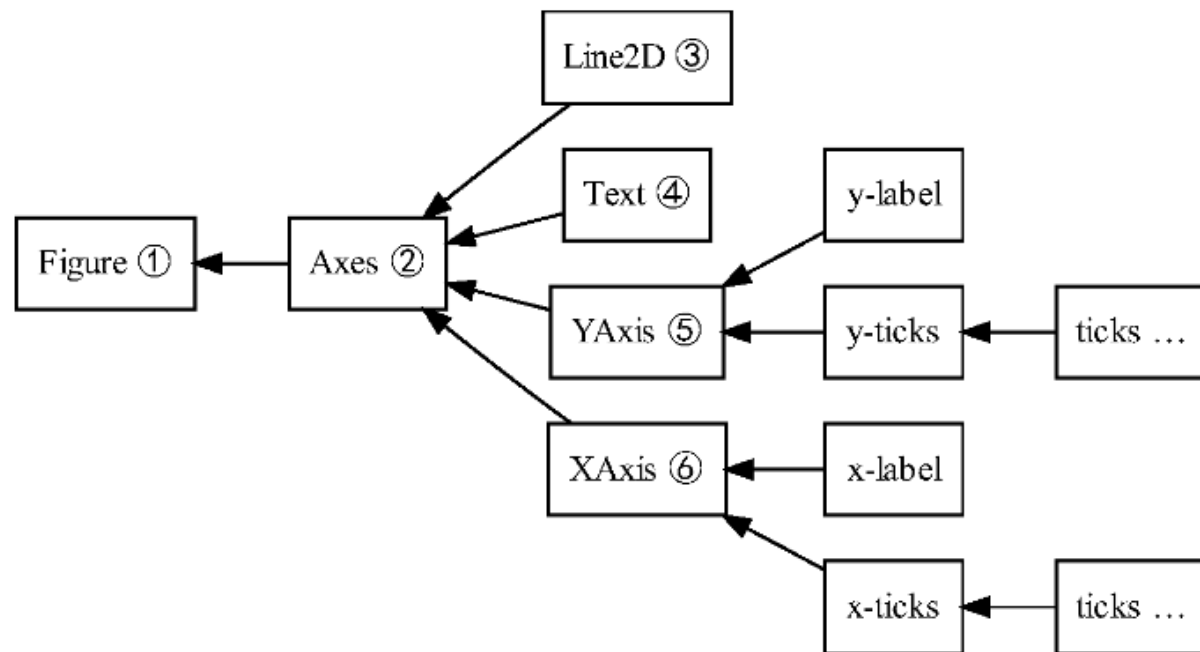 Line2D ③
Text ④
y-label
Figure ①
Axes ②
YAxis ⑤
y-ticks
ticks ...
XAxis ⑥
x-label
x-ticks
ticks ...